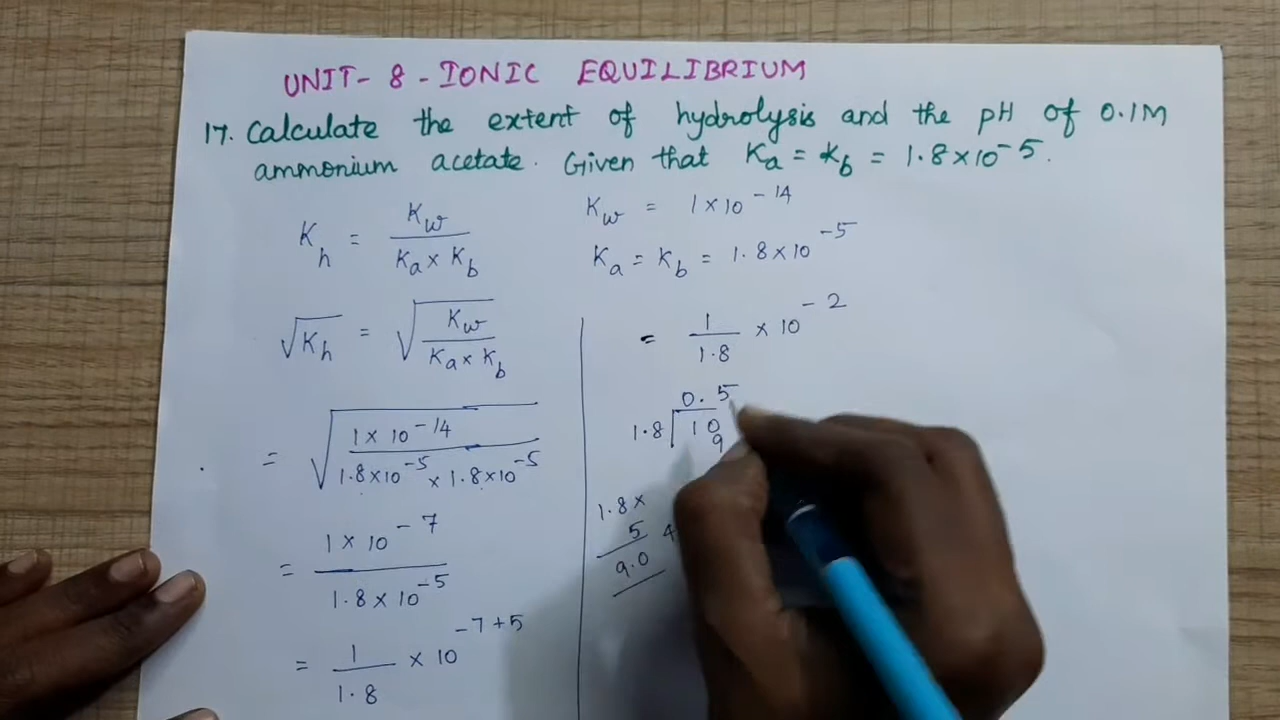 UNIT- 8 - IONIC EQUILIBRIUM
17. Calculate the extent of hydrolysis and the pH of 0.1M
ammonium acetate. Given that Ka = Kb = 1.8×10-5.
Kh = Kw / Ka × Kb
√Kh = √Kw / Ka × Kb
= √1 × 10-14 / 1.8×10-5 × 1.8×10-5
= 1 × 10-7 / 1.8 × 10-5
= 1 / 1.8 × 10-7+5
Kw = 1×10-14
Ka = Kb = 1.8×10-5
= 1 / 1.8 × 10-2
0.5
1.8 10
9
1.8×
5 4
9.0